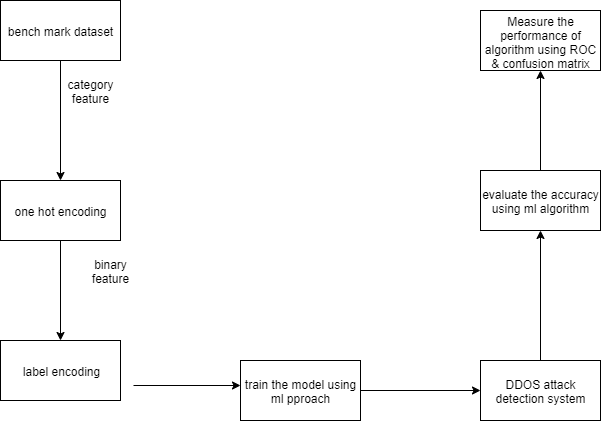 bench mark dataset
category
feature
one hot encoding
binary
feature
label encoding
train the model using
ml pproach
DDOS attack
detection system
evaluate the accuracy
using ml algorithm
Measure the
performance of
algorithm using ROC
& confusion matrix